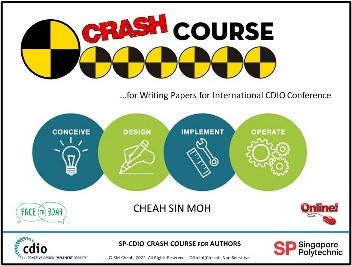 CRASH COURSE
...for Writing Papers for International CDIO Conference
CONCEIVE
DESIGN
IMPLEMENT
OPERATE
CHEAH SIN MOH
FACE to
Online!
cdio
SP-CDIO CRASH COURSE FOR AUTHORS
SP Singapore
Polytechnic